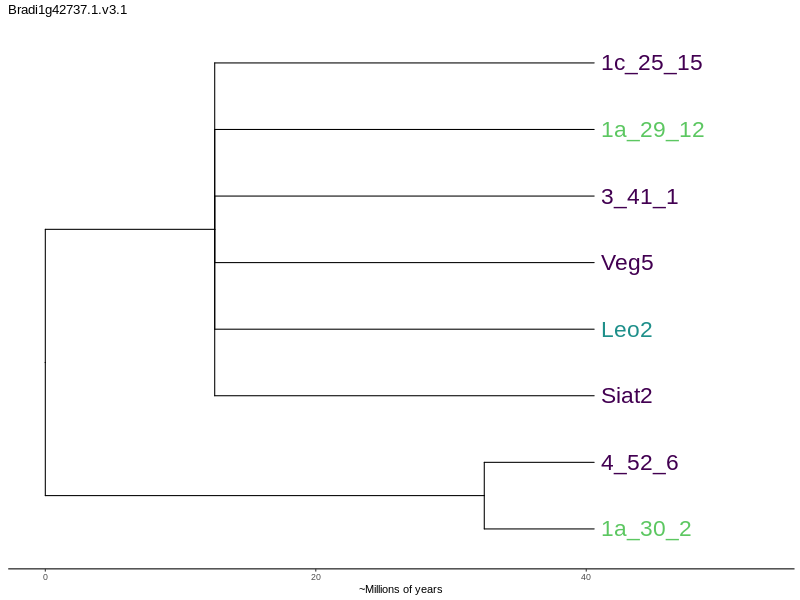 Bradi1g42737.1.v3.1
1c_25_15
1a_29_12
3_41_1
Veg5
Leo2
Siat2
4_52_6
1a_30_2
0 20 40
~Millions of years